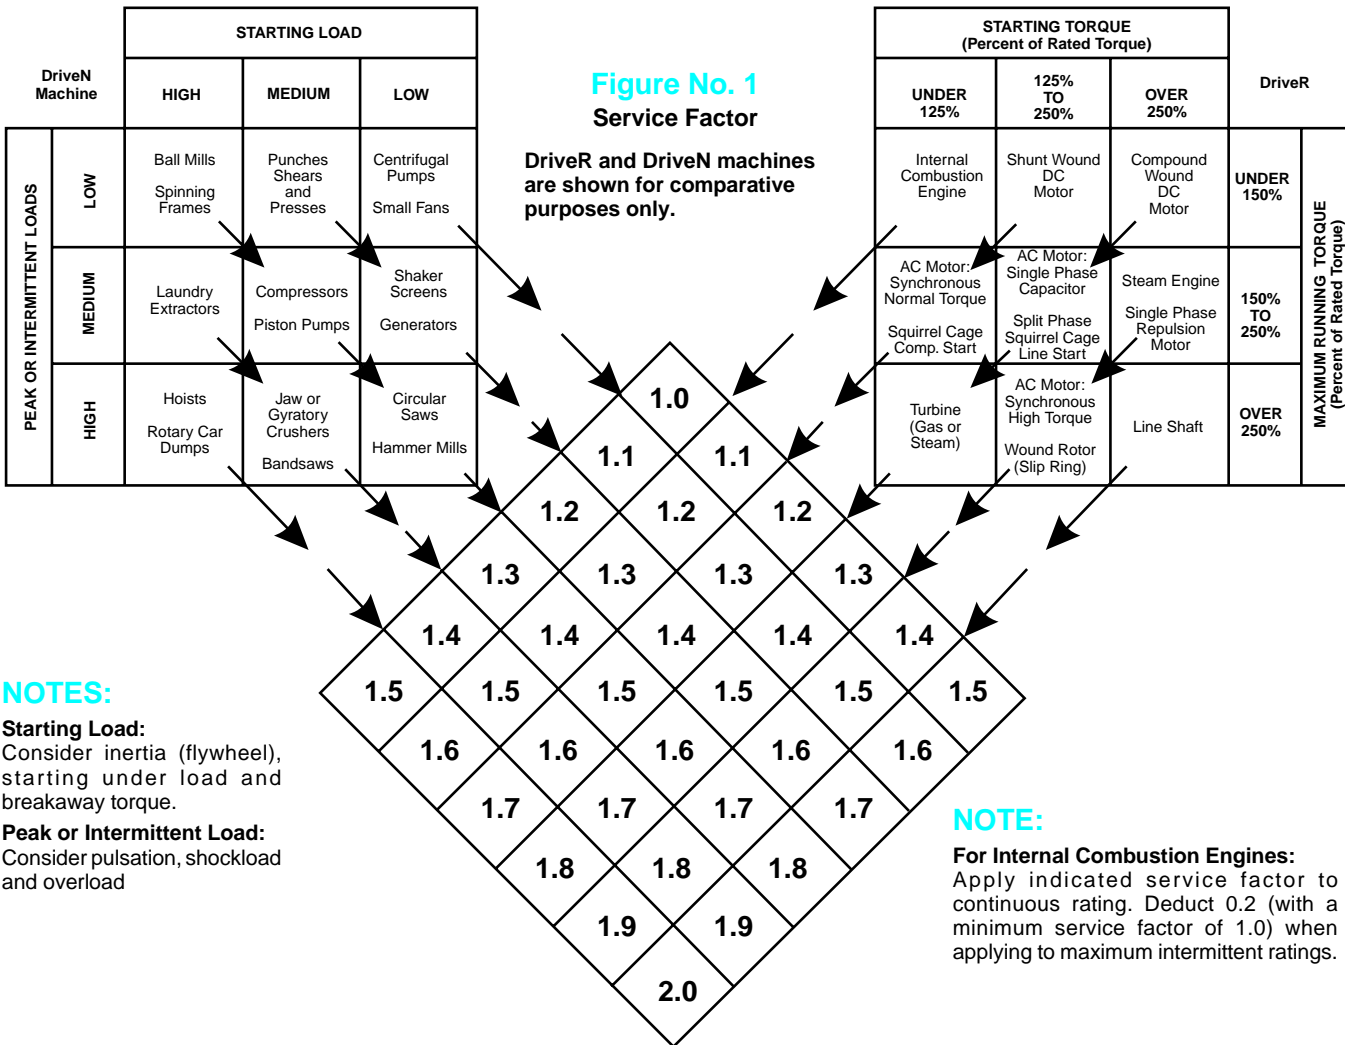 STARTING LOAD
DriveN
Machine
HIGH
MEDIUM
LOW
PEAK OR INTERMITTENT LOADS
LOW
Ball Mills
Spinning
Frames
Punches
Shears
and
Presses
Centrifugal
Pumps
Small Fans
MEDIUM
Laundry
Extractors
Compressors
Piston Pumps
Shaker
Screens
Generators
HIGH
Hoists
Rotary Car
Dumps
Jaw or
Gyratory
Crushers
Bandsaws
Circular
Saws
Hammer Mills
Figure No. 1
Service Factor
DriveR and DriveN machines
are shown for comparative
purposes only.
STARTING TORQUE
(Percent of Rated Torque)
UNDER
125%
125%
TO
250%
OVER
250%
DriveR
Internal
Combustion
Engine
Shunt Wound
DC
Motor
Compound
Wound
DC
Motor
UNDER
150%
AC Motor:
Synchronous
Normal Torque
Squirrel Cage
Comp. Start
AC Motor:
Single Phase
Capacitor
Split Phase
Squirrel Cage
Line Start
Steam Engine
Single Phase
Repulsion
Motor
150%
TO
250%
Turbine
(Gas or
Steam)
AC Motor:
Synchronous
High Torque
Wound Rotor
(Slip Ring)
Line Shaft
OVER
250%
MAXIMUM RUNNING TORQUE
(Percent of Rated Torque)
1.0
1.1 1.1
1.2 1.2 1.2
1.3 1.3 1.3 1.3
1.4 1.4 1.4 1.4 1.4
1.5 1.5 1.5 1.5 1.5 1.5
1.6 1.6 1.6 1.6 1.6
1.7 1.7 1.7 1.7
1.8 1.8 1.8
1.9 1.9
2.0
NOTES:
Starting Load:
Consider inertia (flywheel),
starting under load and
breakaway torque.
Peak or Intermittent Load:
Consider pulsation, shockload
and overload
NOTE:
For Internal Combustion Engines:
Apply indicated service factor to
continuous rating. Deduct 0.2 (with a
minimum service factor of 1.0) when
applying to maximum intermittent ratings.